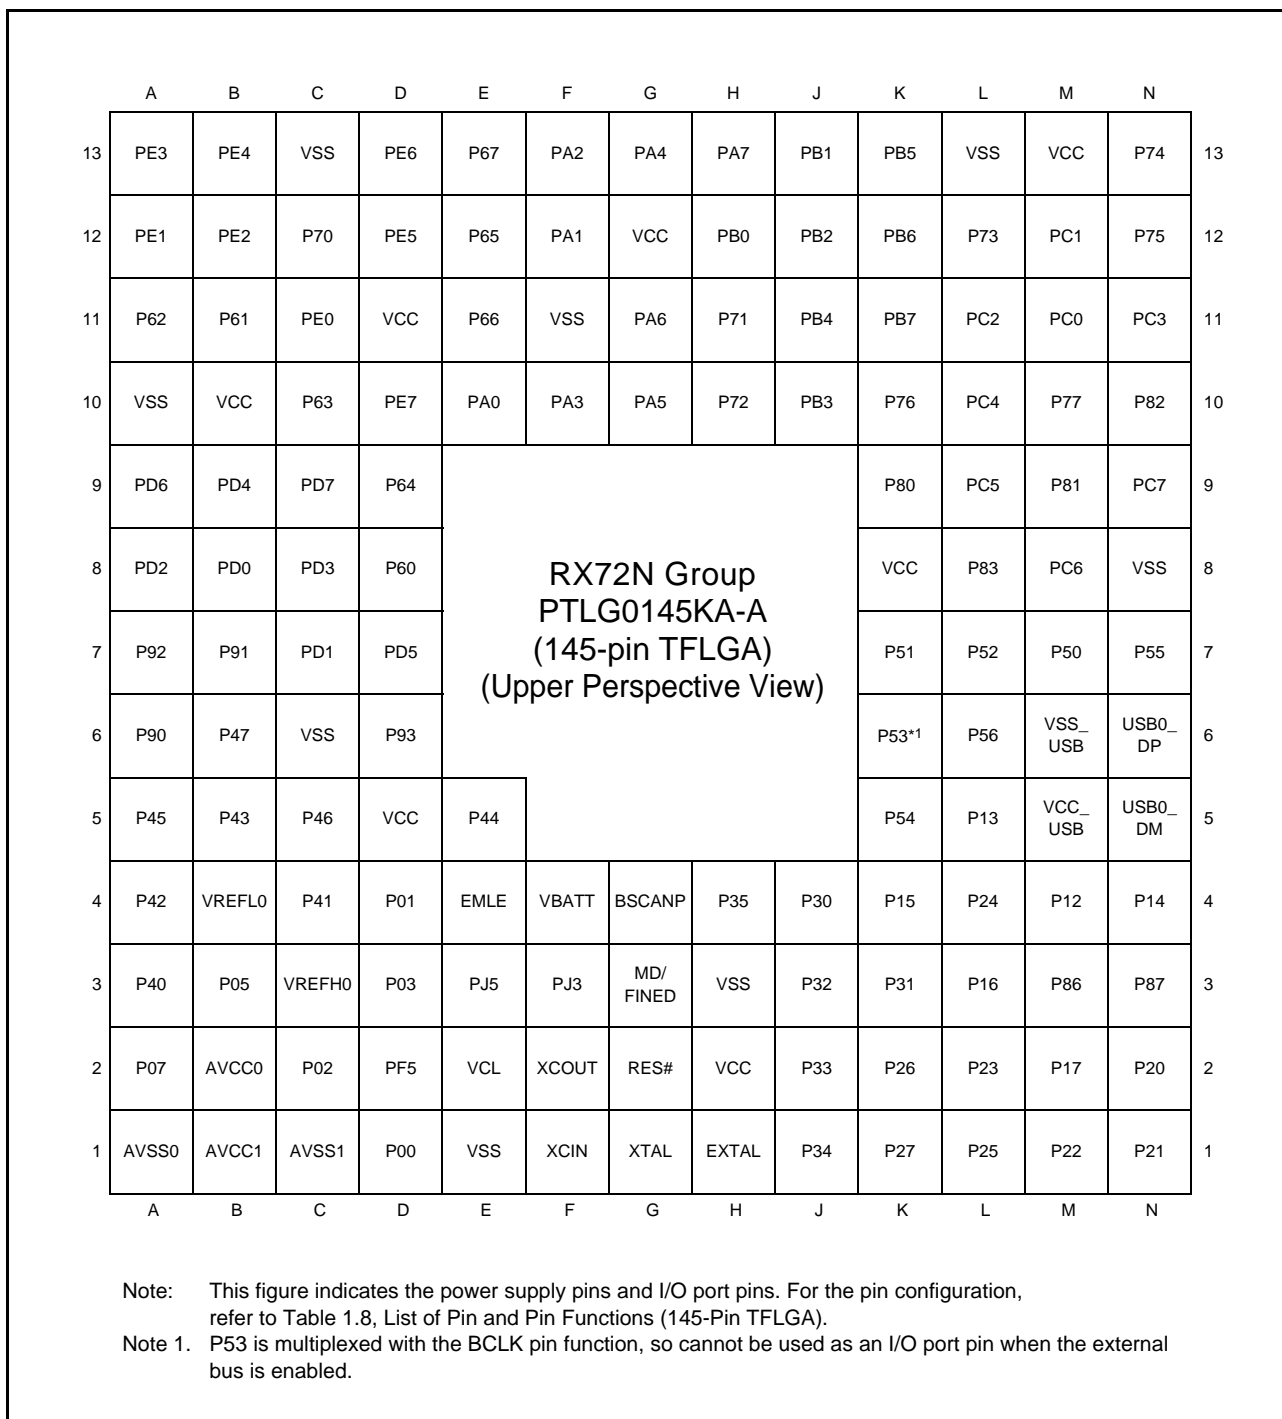 A B C D E F G H J K L M N
13 PE3 PE4 VSS PE6 P67 PA2 PA4 PA7 PB1 PB5 VSS VCC P74 13
12 PE1 PE2 P70 PE5 P65 PA1 VCC PB0 PB2 PB6 P73 PC1 P75 12
11 P62 P61 PE0 VCC P66 VSS PA6 P71 PB4 PB7 PC2 PC0 PC3 11
10 VSS VCC P63 PE7 PA0 PA3 PA5 P72 PB3 P76 PC4 P77 P82 10
9 PD6 PD4 PD7 P64 P80 PC5 P81 PC7 9
8 PD2 PD0 PD3 P60 VCC P83 PC6 VSS 8
7 P92 P91 PD1 PD5 P51 P52 P50 P55 7
RX72N Group
PTLG0145KA-A
(145-pin TFLGA)
(Upper Perspective View)
6 P90 P47 VSS P93 P53*1 P56 VSS_ USB USB0_ DP 6
5 P45 P43 P46 VCC P44 P54 P13 VCC_ USB USB0_ DM 5
4 P42 VREFL0 P41 P01 EMLE VBATT BSCANP P35 P30 P15 P24 P12 P14 4
3 P40 P05 VREFH0 P03 PJ5 PJ3 MD/ FINED VSS P32 P31 P16 P86 P87 3
2 P07 AVCC0 P02 PF5 VCL XCOUT RES# VCC P33 P26 P23 P17 P20 2
1 AVSS0 AVCC1 AVSS1 P00 VSS XCIN XTAL EXTAL P34 P27 P25 P22 P21 1
A B C D E F G H J K L M N
Note: This figure indicates the power supply pins and I/O port pins. For the pin configuration,
refer to Table 1.8, List of Pin and Pin Functions (145-Pin TFLGA).
Note 1. P53 is multiplexed with the BCLK pin function, so cannot be used as an I/O port pin when the external
bus is enabled.